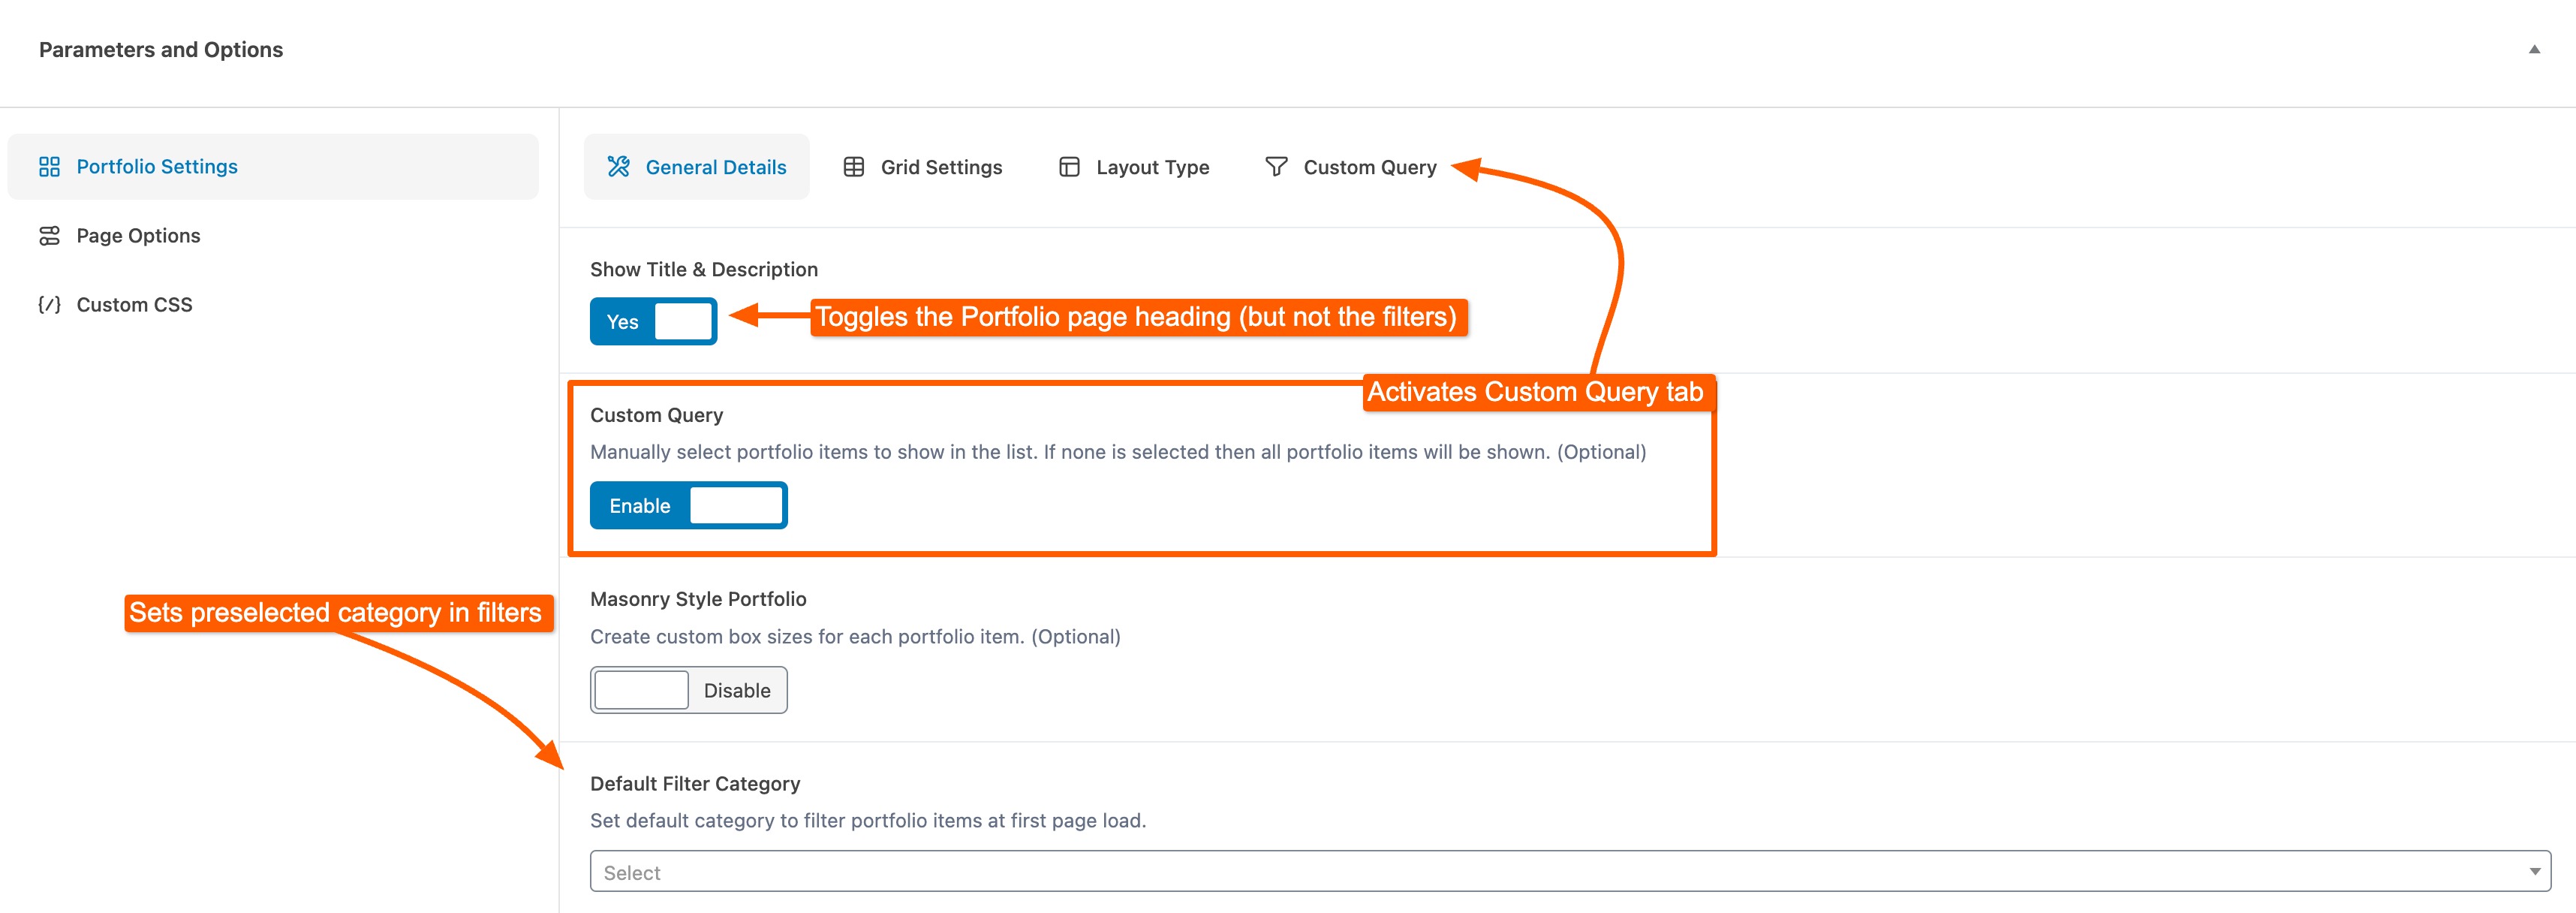 Parameters and Options
Portfolio Settings
Page Options
Custom CSS
General Details
Grid Settings
Layout Type
Custom Query
Show Title & Description
Yes
Toggles the Portfolio page heading (but not the filters)
Activates Custom Query tab
Custom Query
Manually select portfolio items to show in the list. If none is selected then all portfolio items will be shown. (Optional)
Enable
Masonry Style Portfolio
Create custom box sizes for each portfolio item. (Optional)
Disable
Sets preselected category in filters
Default Filter Category
Set default category to filter portfolio items at first page load.
Select